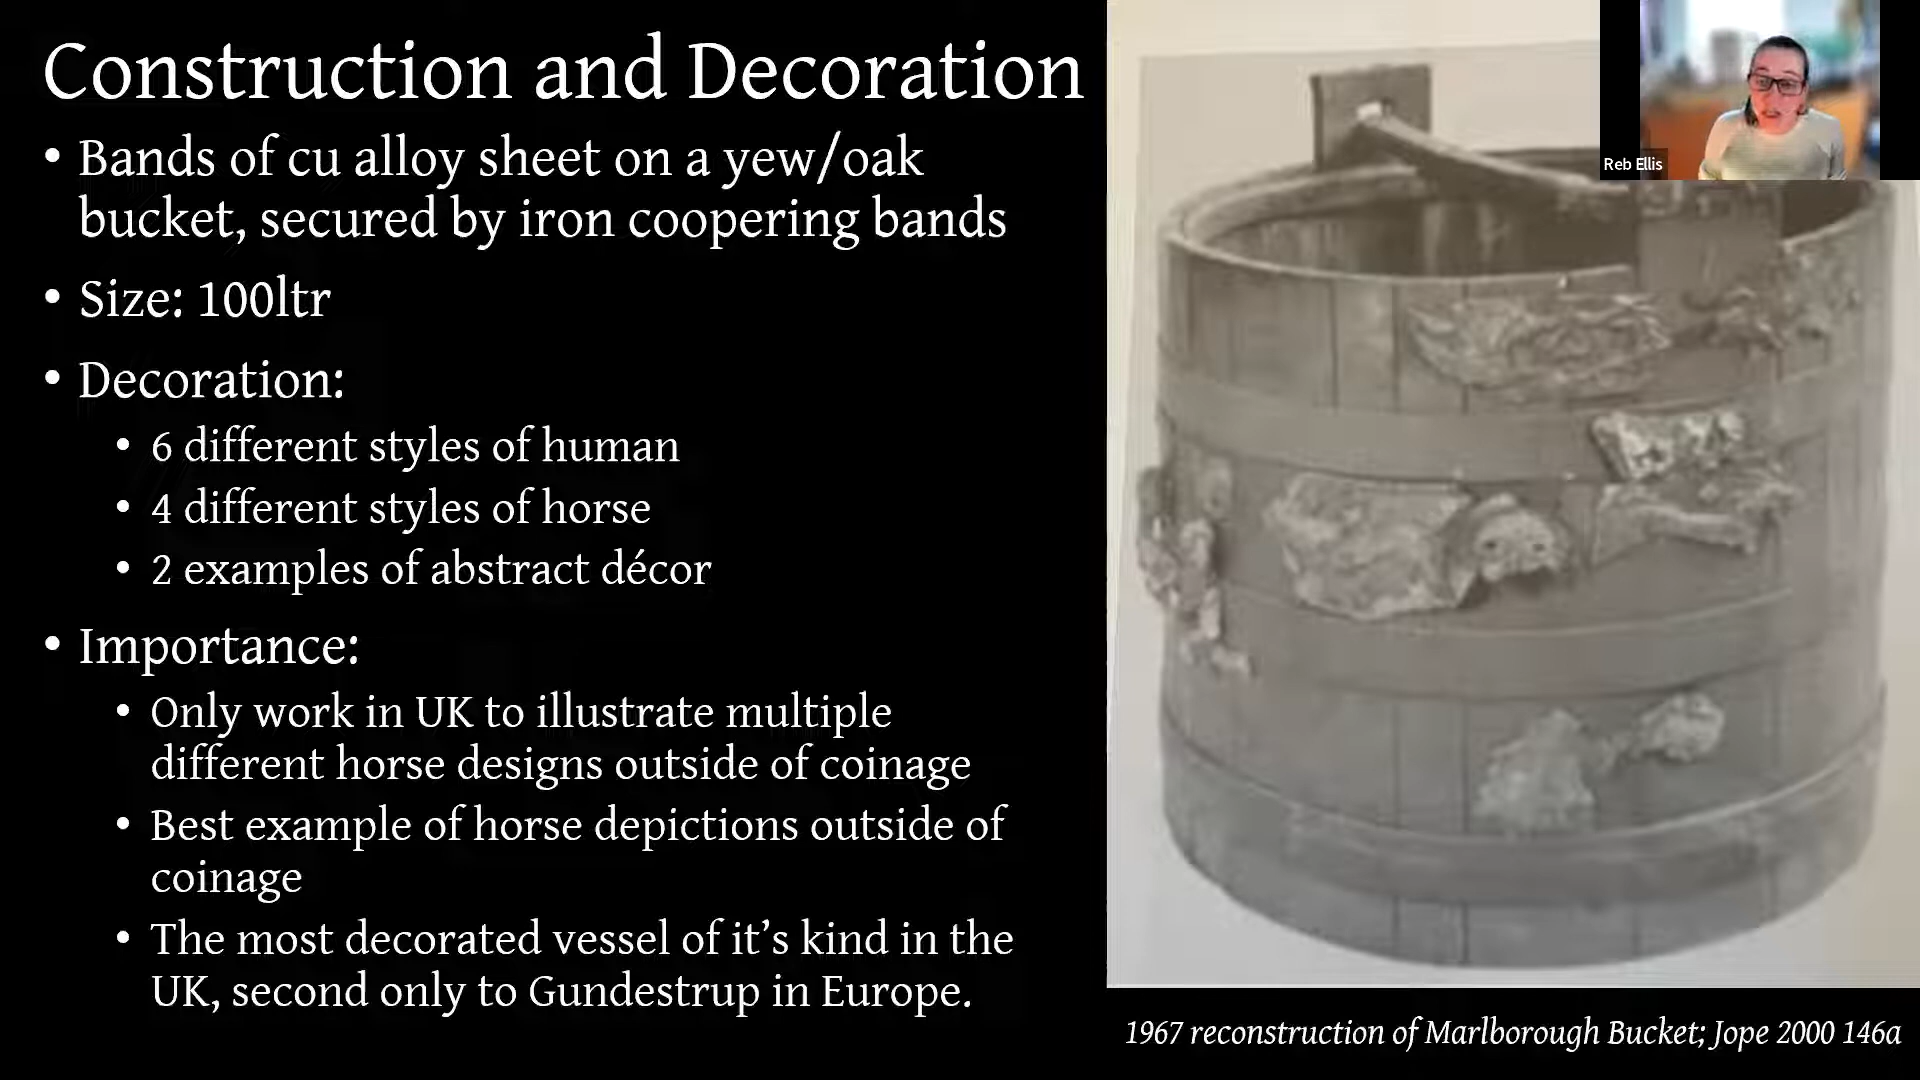 Construction and Decoration
• Bands of cu alloy sheet on a yew/oak
bucket, secured by iron coopering bands
• Size: 100ltr
• Decoration:
• 6 different styles of human
• 4 different styles of horse
• 2 examples of abstract décor
• Importance:
• Only work in UK to illustrate multiple
different horse designs outside of coinage
• Best example of horse depictions outside of
coinage
• The most decorated vessel of it’s kind in the
UK, second only to Gundestrup in Europe.
Reb Ellis
1967 reconstruction of Marlborough Bucket; Jope 2000 146a